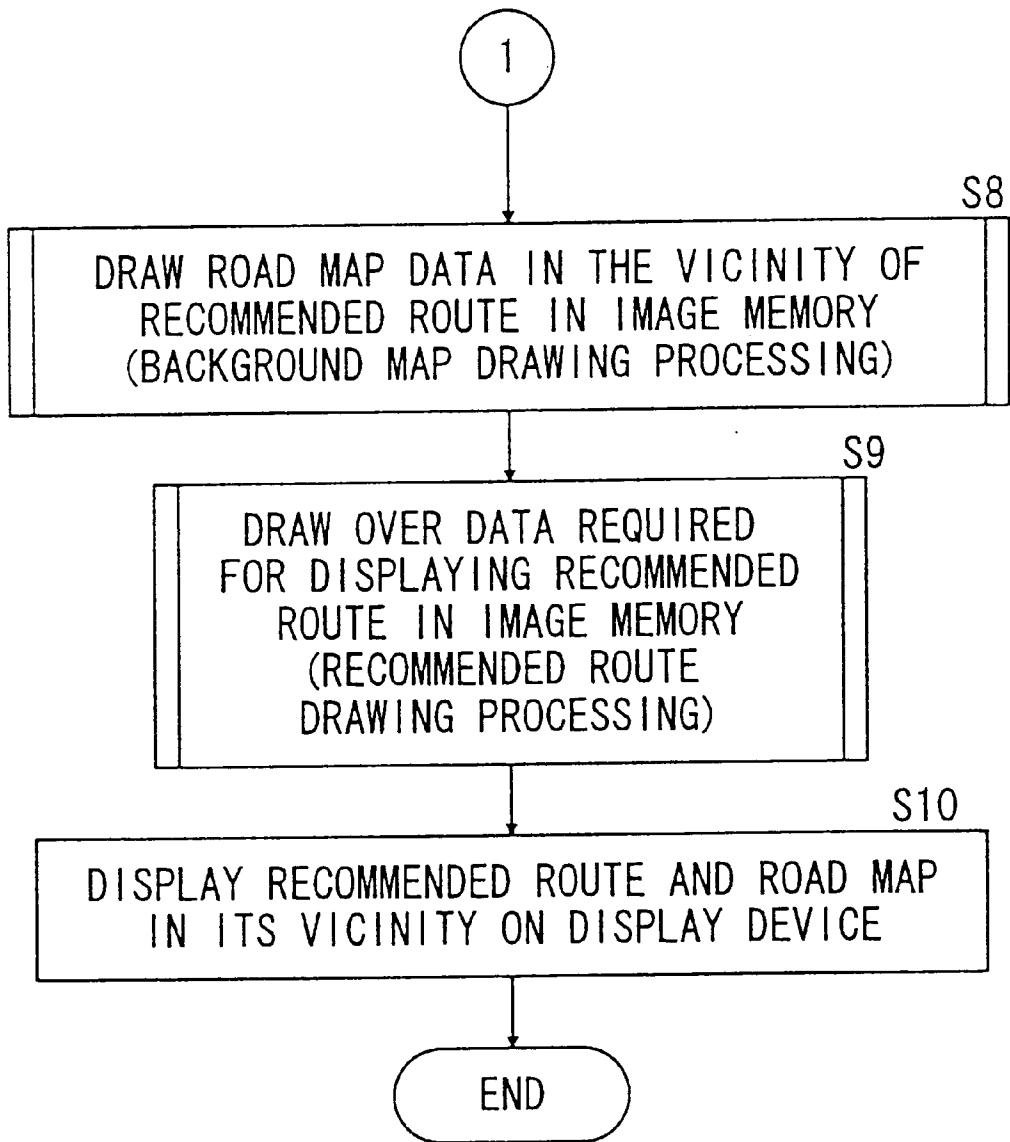 1
S8
DRAW ROAD MAP DATA IN THE VICINITY OF
RECOMMENDED ROUTE IN IMAGE MEMORY
(BACKGROUND MAP DRAWING PROCESSING)
S9
DRAW OVER DATA REQUIRED
FOR DISPLAYING RECOMMENDED
ROUTE IN IMAGE MEMORY
(RECOMMENDED ROUTE
DRAWING PROCESSING)
S10
DISPLAY RECOMMENDED ROUTE AND ROAD MAP
IN ITS VICINITY ON DISPLAY DEVICE
END